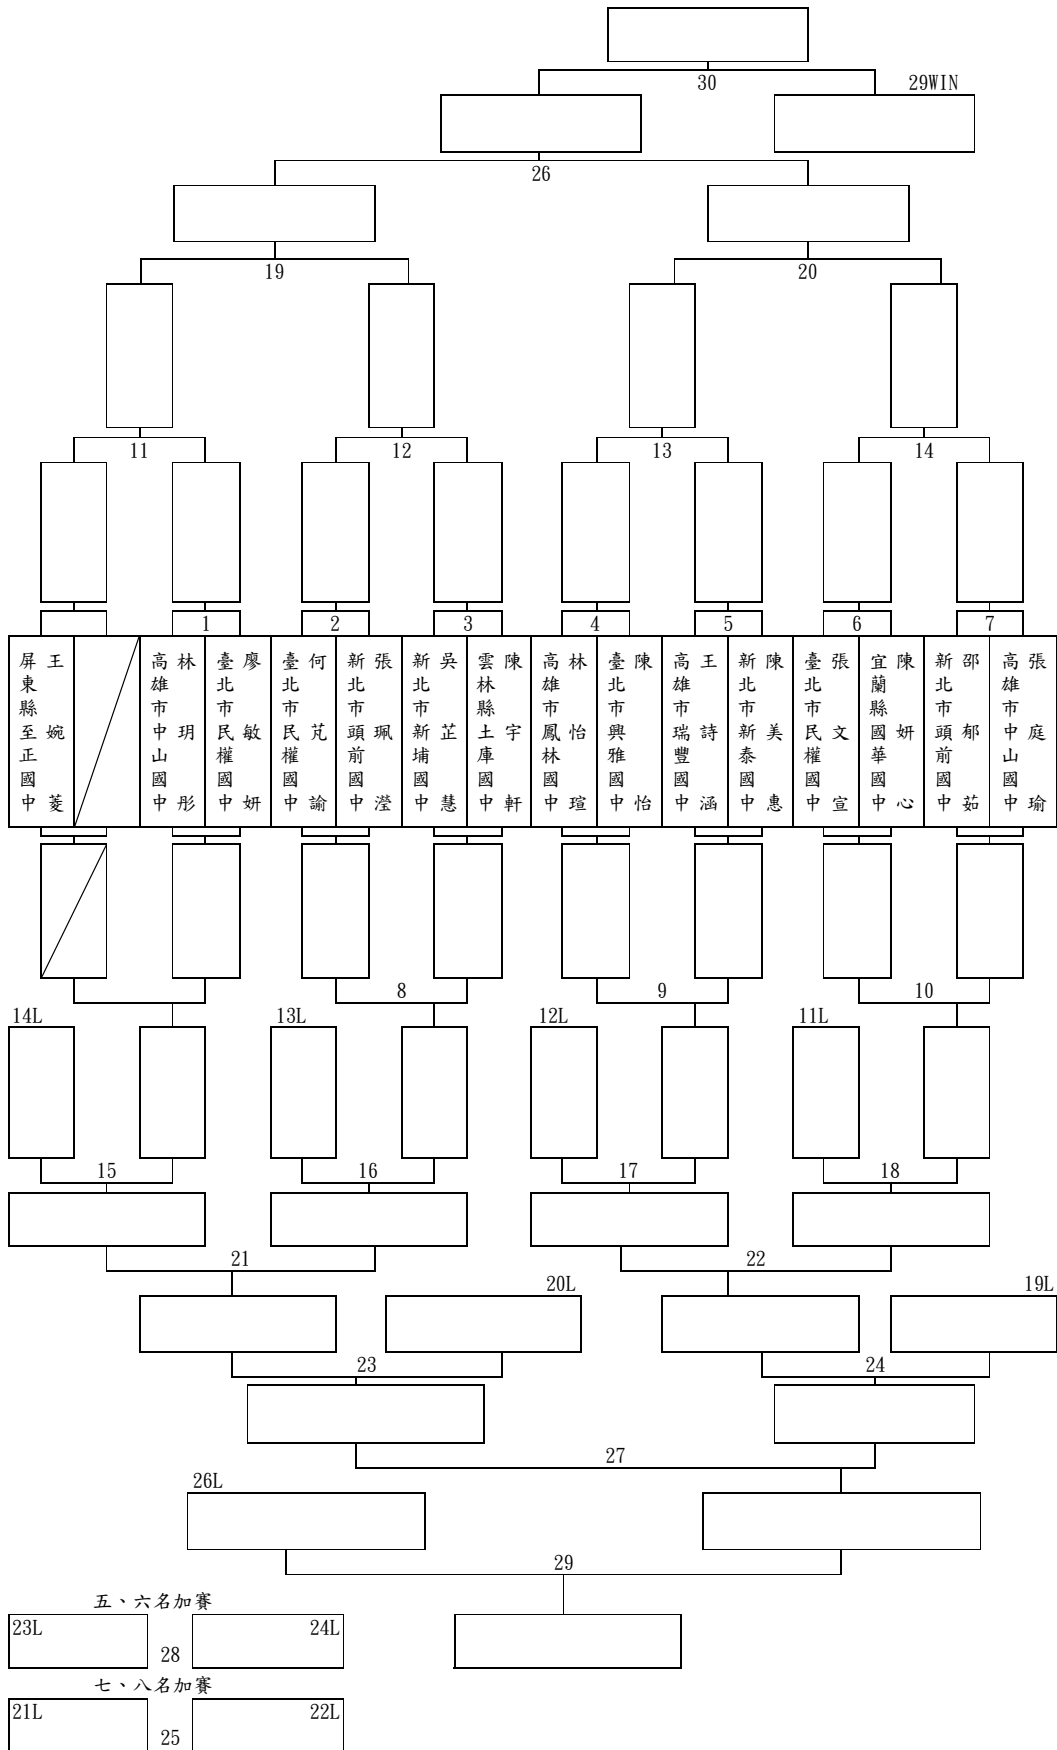 30
29WIN
26
19
20
11
12
13
14
1
2
3
4
5
6
7
屏東縣至正國中
王婉菱
高雄市中山國中
林玥彤
臺北市民權國中
廖敏妍
臺北市民權國中
何芃諭
新北市頭前國中
張珮瀅
新北市新埔國中
吳芷慧
雲林縣土庫國中
陳宇軒
高雄市鳳林國中
林怡瑄
臺北市興雅國中
陳怡
高雄市瑞豐國中
王詩涵
新北市新泰國中
陳美惠
臺北市民權國中
張文宣
宜蘭縣國華國中
陳妍心
新北市頭前國中
邵郁茹
高雄市中山國中
張庭瑜
8
9
10
14L
13L
12L
11L
15
16
17
18
21
22
20L
19L
23
24
27
26L
29
五、六名加賽
23L
24L
28
七、八名加賽
21L
22L
25